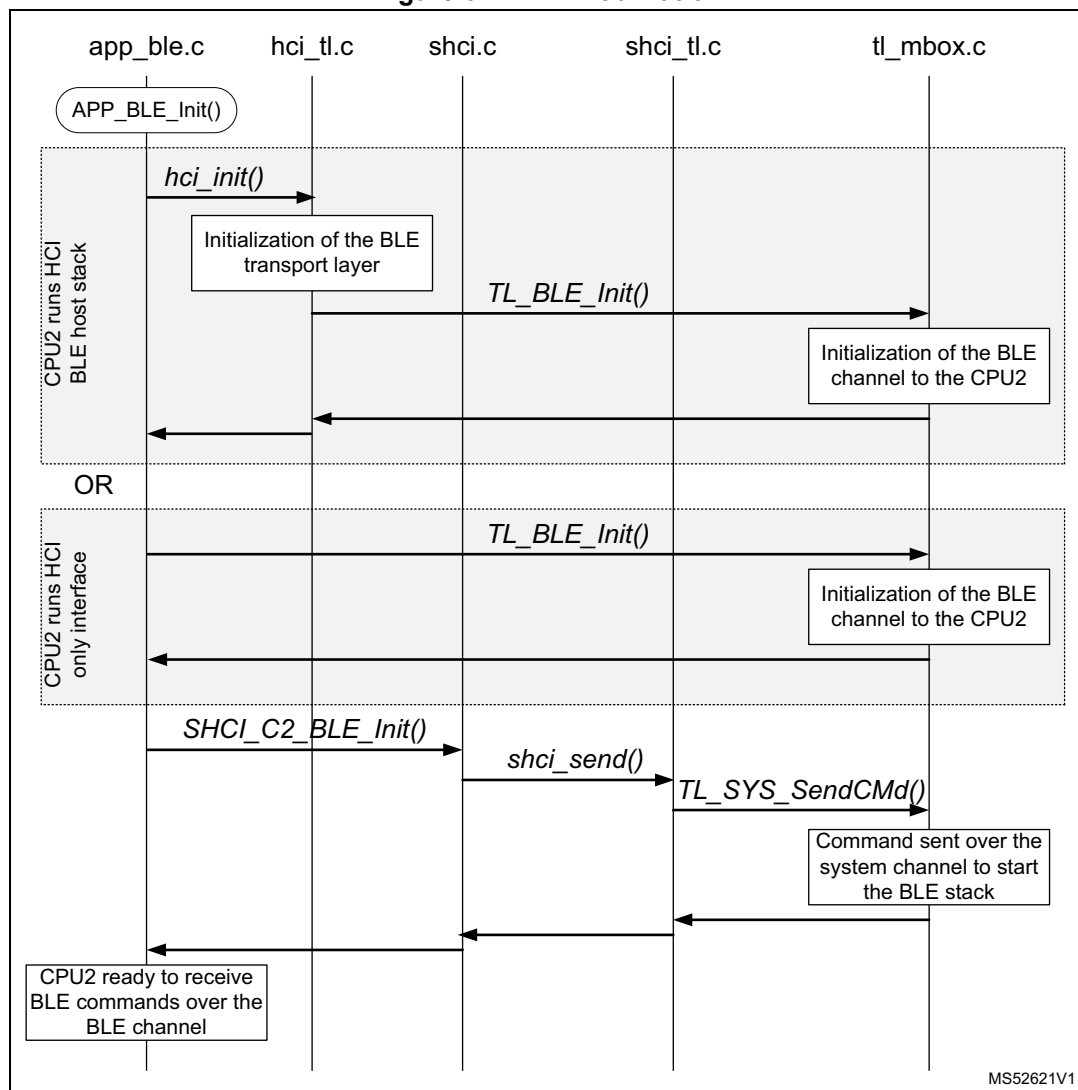 app_ble.c hci_tl.c shci.c shci_tl.c tl_mbox.c
APP_BLE_Init()
CPU2 runs HCI
BLE host stack
hci_init()
Initialization of the BLE
transport layer
TL_BLE_Init()
Initialization of the BLE
channel to the CPU2
OR
CPU2 runs HCI
only interface
TL_BLE_Init()
Initialization of the BLE
channel to the CPU2
SHCI_C2_BLE_Init()
shci_send()
TL_SYS_SendCMd()
Command sent over the
system channel to start
the BLE stack
CPU2 ready to receive
BLE commands over the
BLE channel
MS52621V1